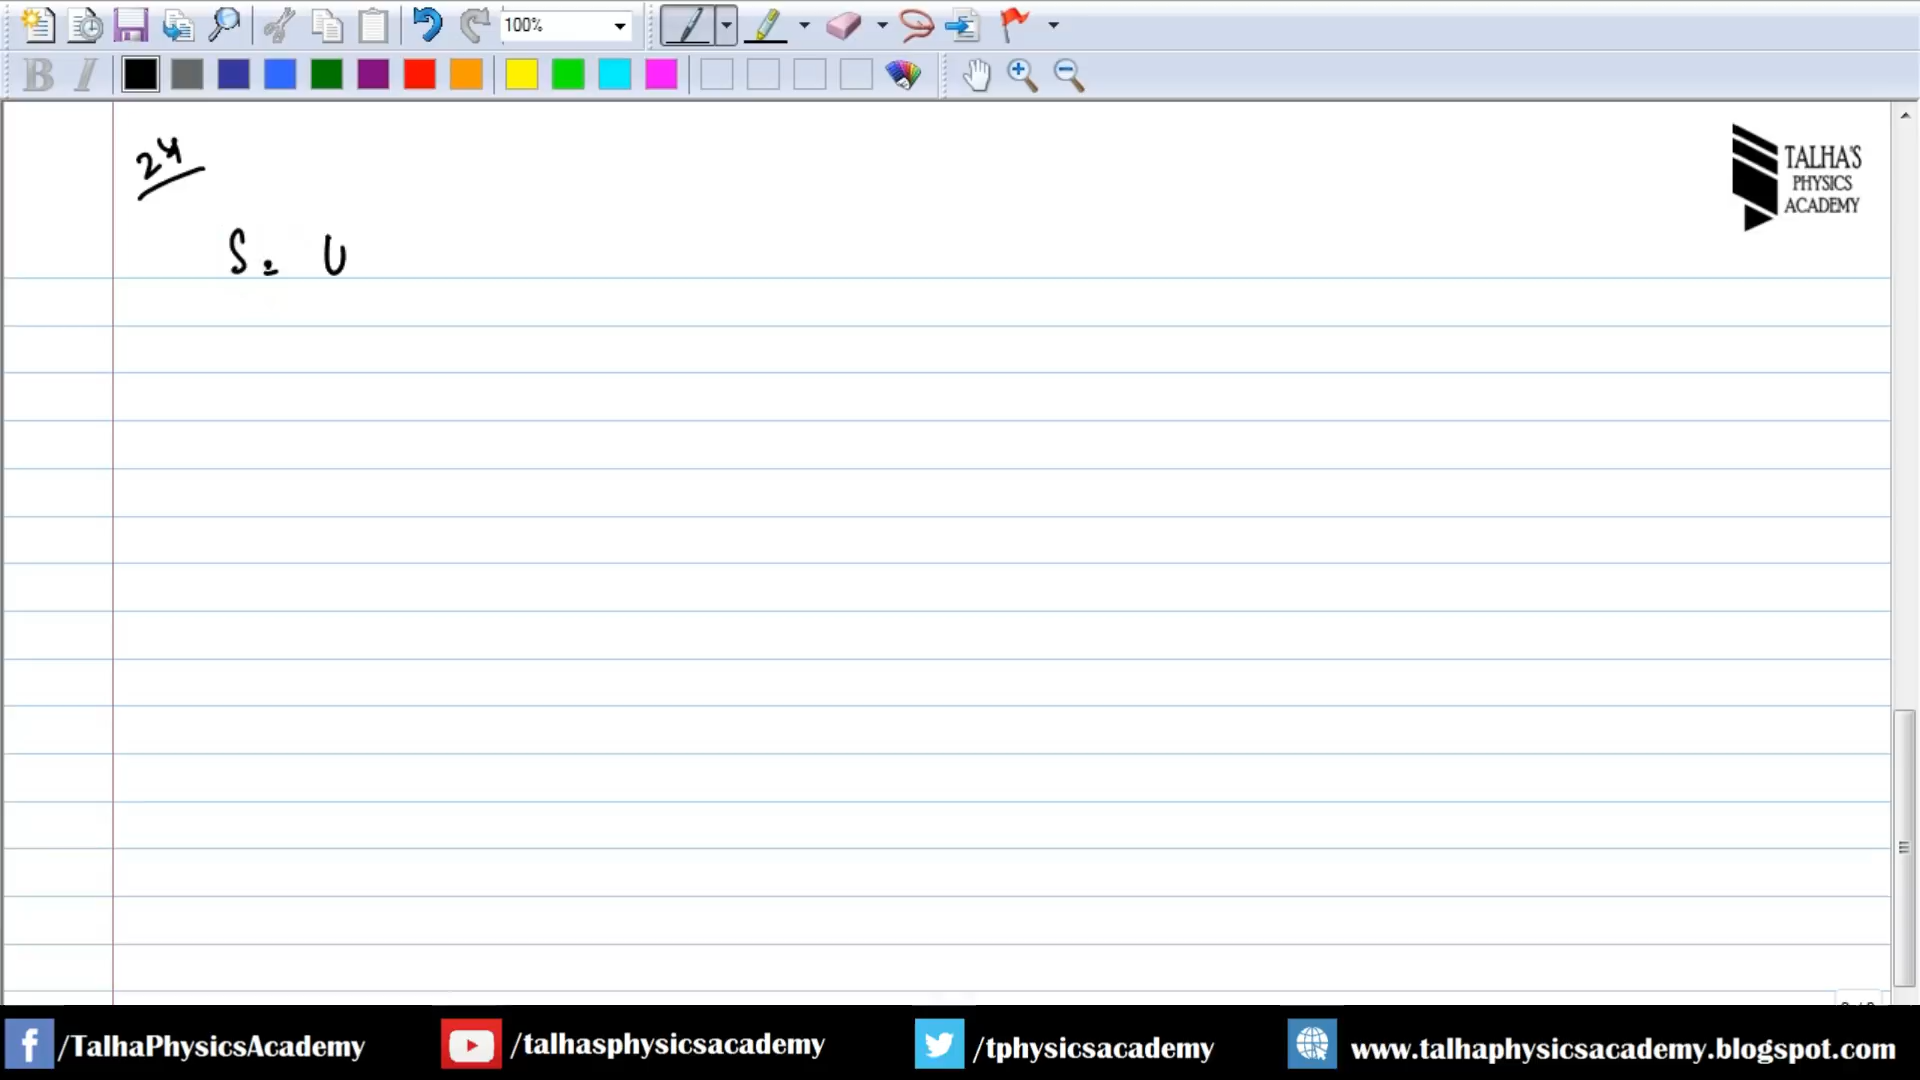 100%
B I
24
TALHA'S
PHYSICS
ACADEMY
S = U
/TalhaPhysicsAcademy
/talhasphysicsacademy
/tphysicsacademy
www.talhaphysicsacademy.blogspot.com